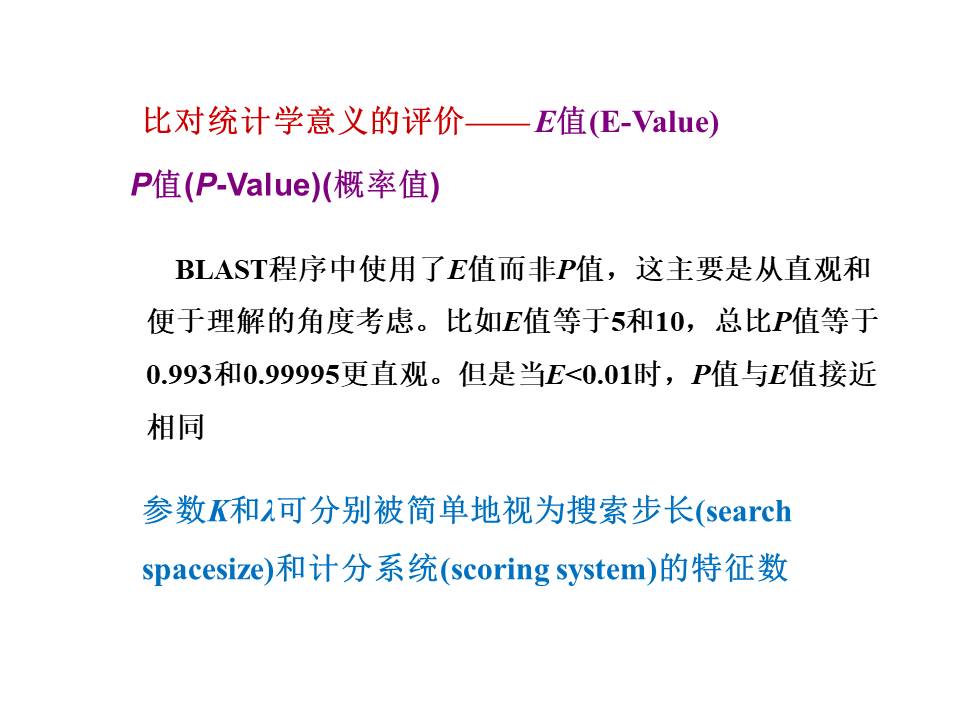 比对统计学意义的评价—— E值(E-Value)
P值(P-Value)(概率值)
BLAST程序中使用了E值而非P值，这主要是从直观和
便于理解的角度考虑。比如E值等于5和10，总比P值等于
0.993和0.99995更直观。但是当E<0.01时，P值与E值接近
相同
参数K和λ可分别被简单地视为搜索步长(search
spacesize)和计分系统(scoring system)的特征数